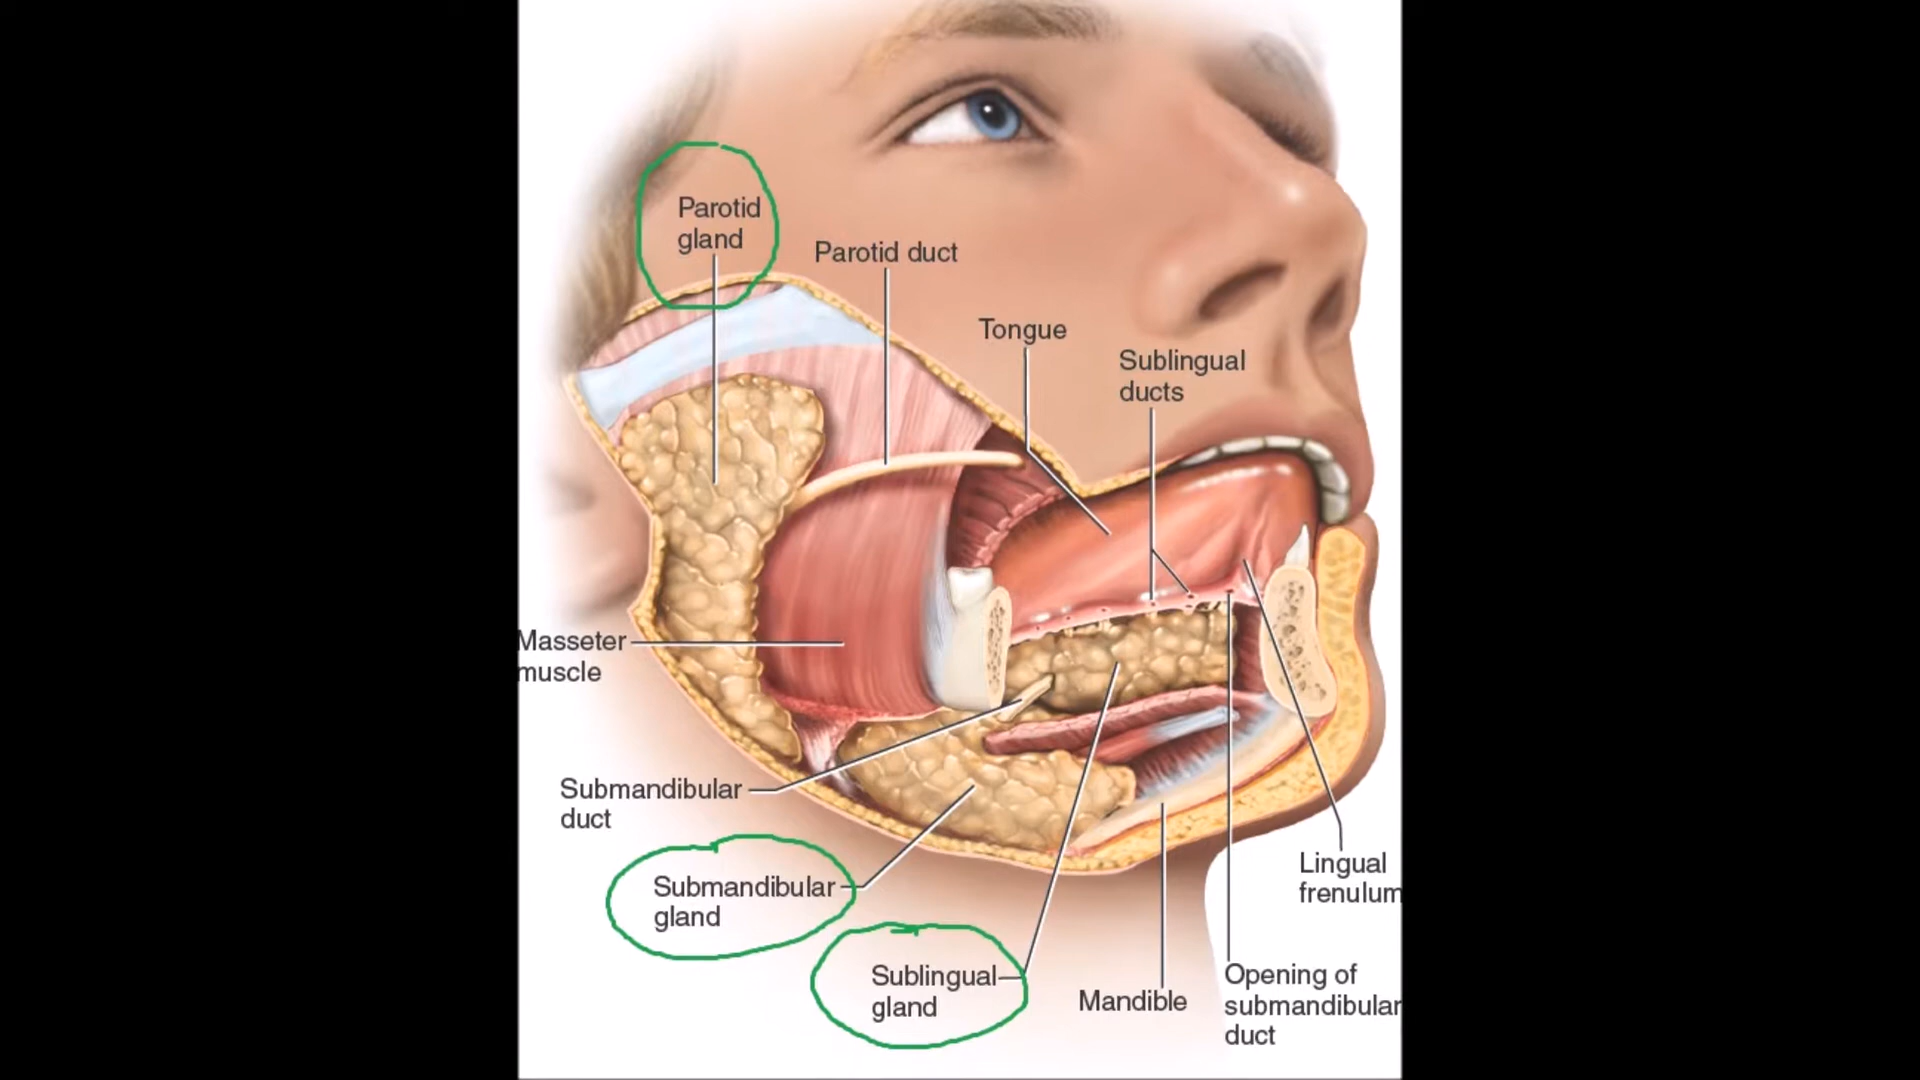 Parotid
gland
Parotid duct
Tongue
Sublingual
ducts
Masseter
muscle
Submandibular
duct
Submandibular
gland
Sublingual
gland
Mandible
Lingual
frenulum
Opening of
submandibular
duct